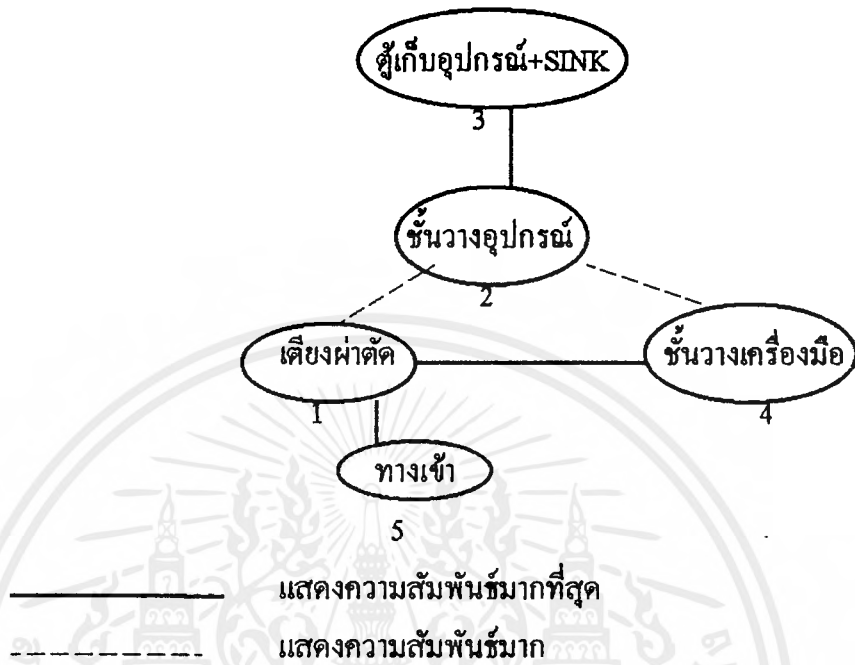 ตู้เก็บอุปกรณ์+SINK
3
ชั้นวางอุปกรณ์
2
เตียงผ่าตัด
ชั้นวางเครื่องมือ
1
4
ทางเข้า
5
แสดงความสัมพันธ์มากที่สุด
แสดงความสัมพันธ์มาก